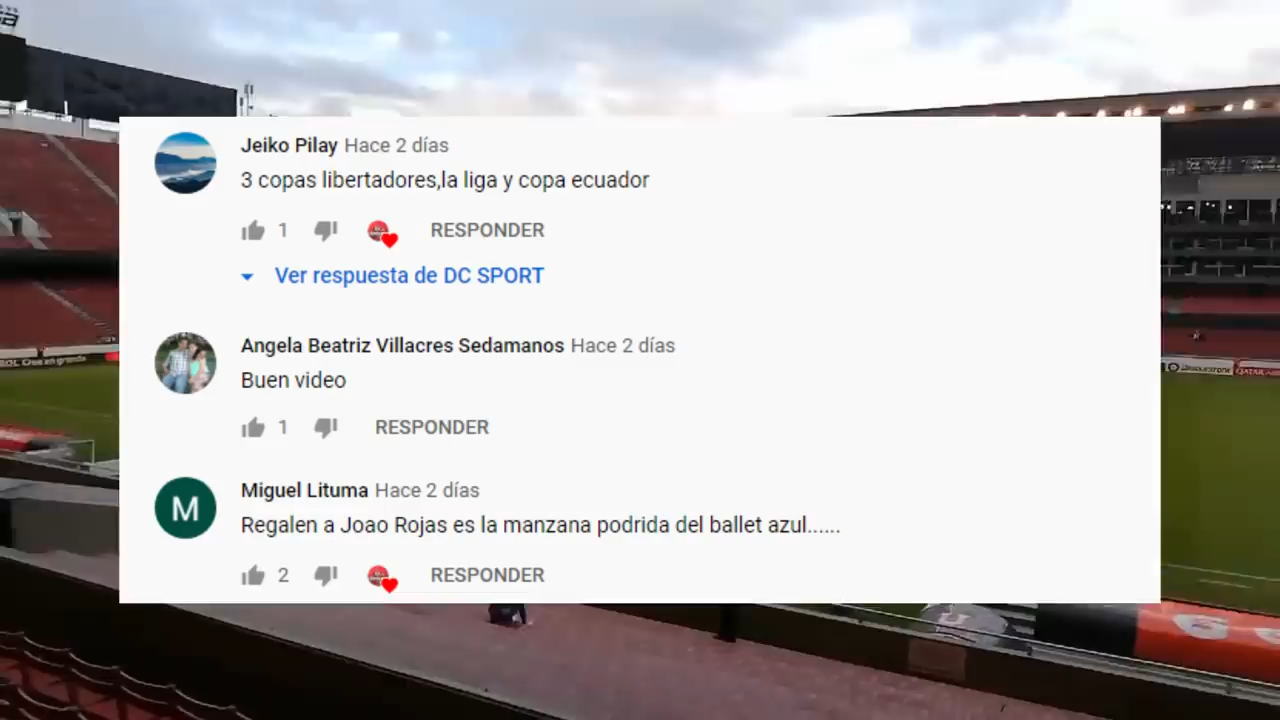 Jeiko Pilay Hace 2 días
3 copas libertadores,la liga y copa ecuador
1 RESPONDER
Ver respuesta de DC SPORT
Angela Beatriz Villacres Sedamanos Hace 2 días
Buen video
1 RESPONDER
M
Miguel Lituma Hace 2 días
Regalen a Joao Rojas es la manzana podrida del ballet azul......
2 RESPONDER